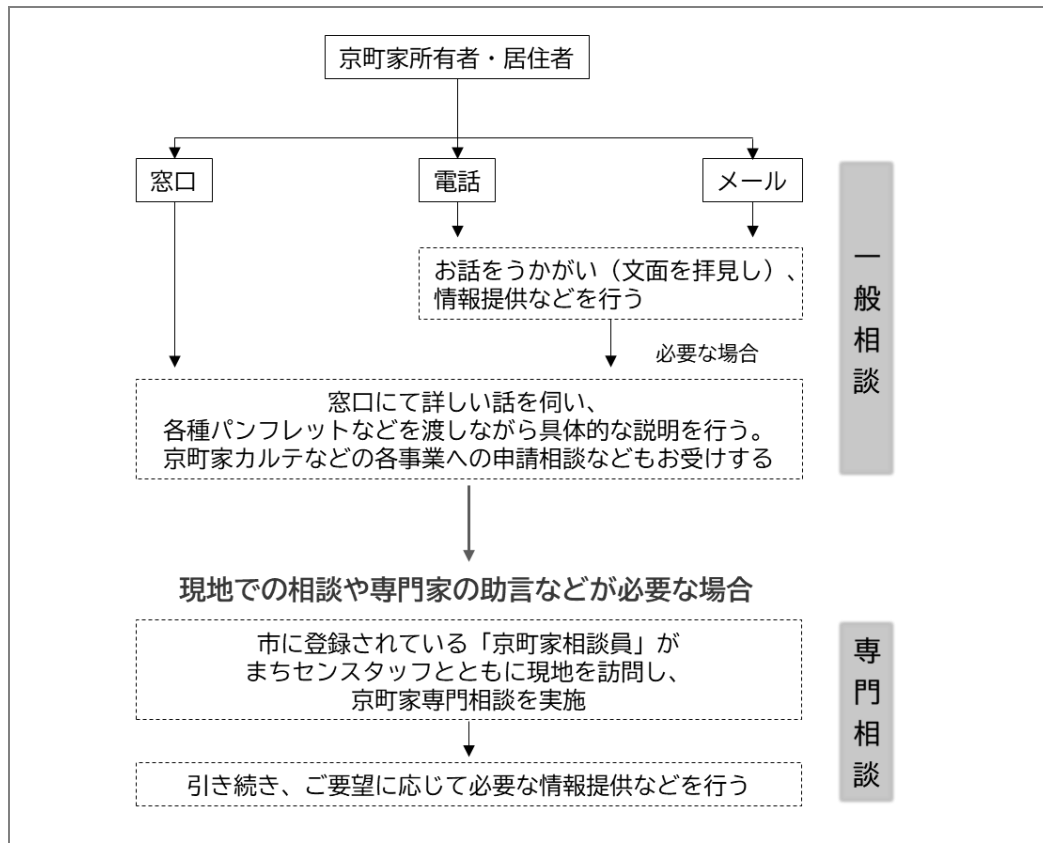 京町家所有者・居住者
窓口
電話
メール
お話をうかがい（文面を拝見し）、
情報提供などを行う
必要な場合
窓口にて詳しい話を伺い、
各種パンフレットなどを渡しながら具体的な説明を行う。
京町家カルテなどの各事業への申請相談などもお受けする
一般相談
現地での相談や専門家の助言などが必要な場合
市に登録されている「京町家相談員」が
まちセンスタッフとともに現地を訪問し、
京町家専門相談を実施
引き続き、ご要望に応じて必要な情報提供などを行う
専門相談